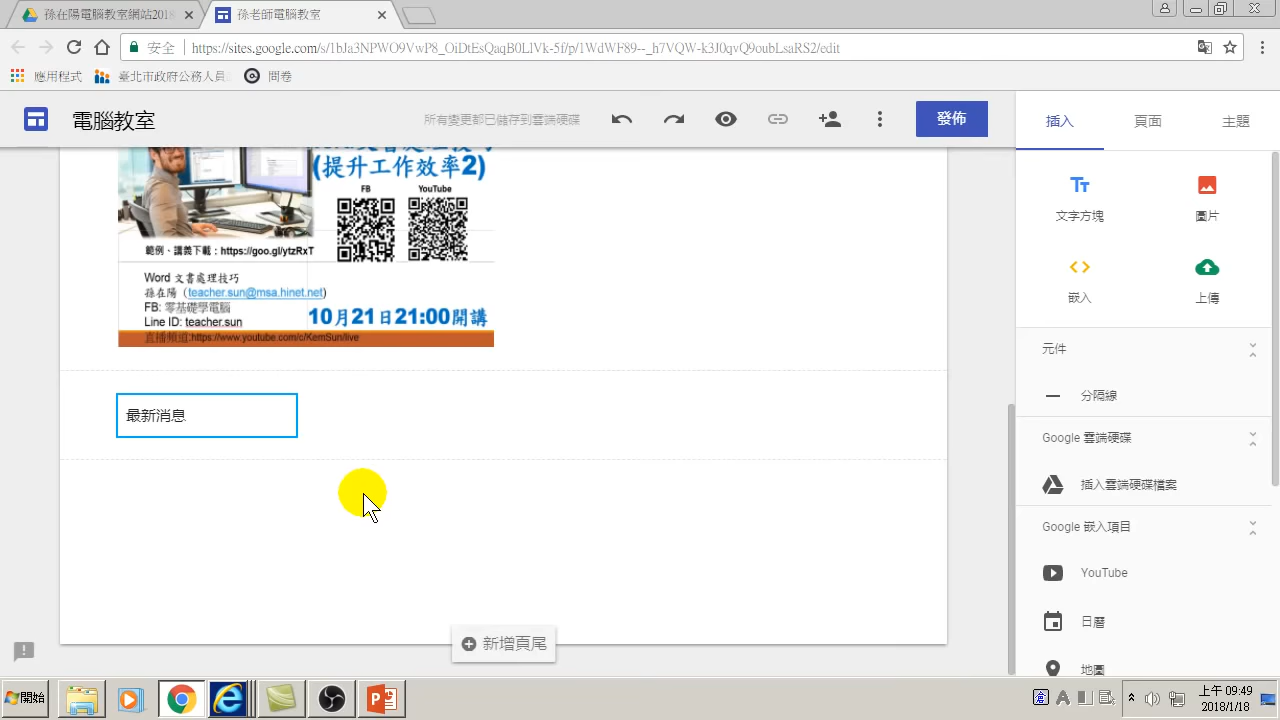 孫在陽電腦教室網站2018
孫老師電腦教室
安全
https://sites.google.com/s/1bJa3NPWO9VwP8_OiDtEsQaqB0LlVk-5f/p/1WdWF89--_h7VQW-k3J0qvQ9oubLsaRS2/edit
應用程式
臺北市政府公務人員
問卷
電腦教室
所有變更都已儲存到雲端硬碟
發佈
插入
頁面
主題
(提升工作效率2)
FB
YouTube
範例、講義下載：https://goo.gl/ytzRxT
Word 文書處理技巧
孫在陽（teacher.sun@msa.hinet.net)
FB: 零基礎學電腦
Line ID: teacher.sun
10月21日21:00開講
直播頻道:https://www.youtube.com/c/KemSun/live
最新消息
新增頁尾
文字方塊
圖片
嵌入
上傳
元件
分隔線
Google 雲端硬碟
插入雲端硬碟檔案
Google 嵌入項目
YouTube
日曆
地圖
開始
上午 09:49
2018/1/18